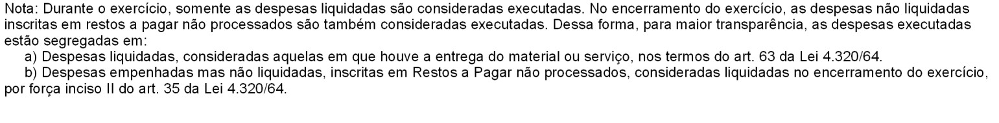 Nota: Durante o exercício, somente as despesas liquidadas são consideradas executadas. No encerramento do exercício, as despesas não liquidadas
inscritas em restos a pagar não processados são também consideradas executadas. Dessa forma, para maior transparência, as despesas executadas
estão segregadas em:
a) Despesas liquidadas, consideradas aquelas em que houve a entrega do material ou serviço, nos termos do art. 63 da Lei 4.320/64.
b) Despesas empenhadas mas não liquidadas, inscritas em Restos a Pagar não processados, consideradas liquidadas no encerramento do exercício,
por força inciso II do art. 35 da Lei 4.320/64.